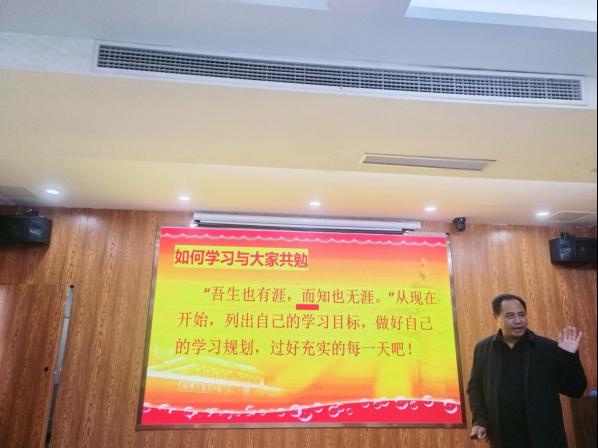 如何学习与大家共勉
“吾生也有涯，而知也无涯。”从现在
开始，列出自己的学习目标，做好自己
的学习规划，过好充实的每一天吧！